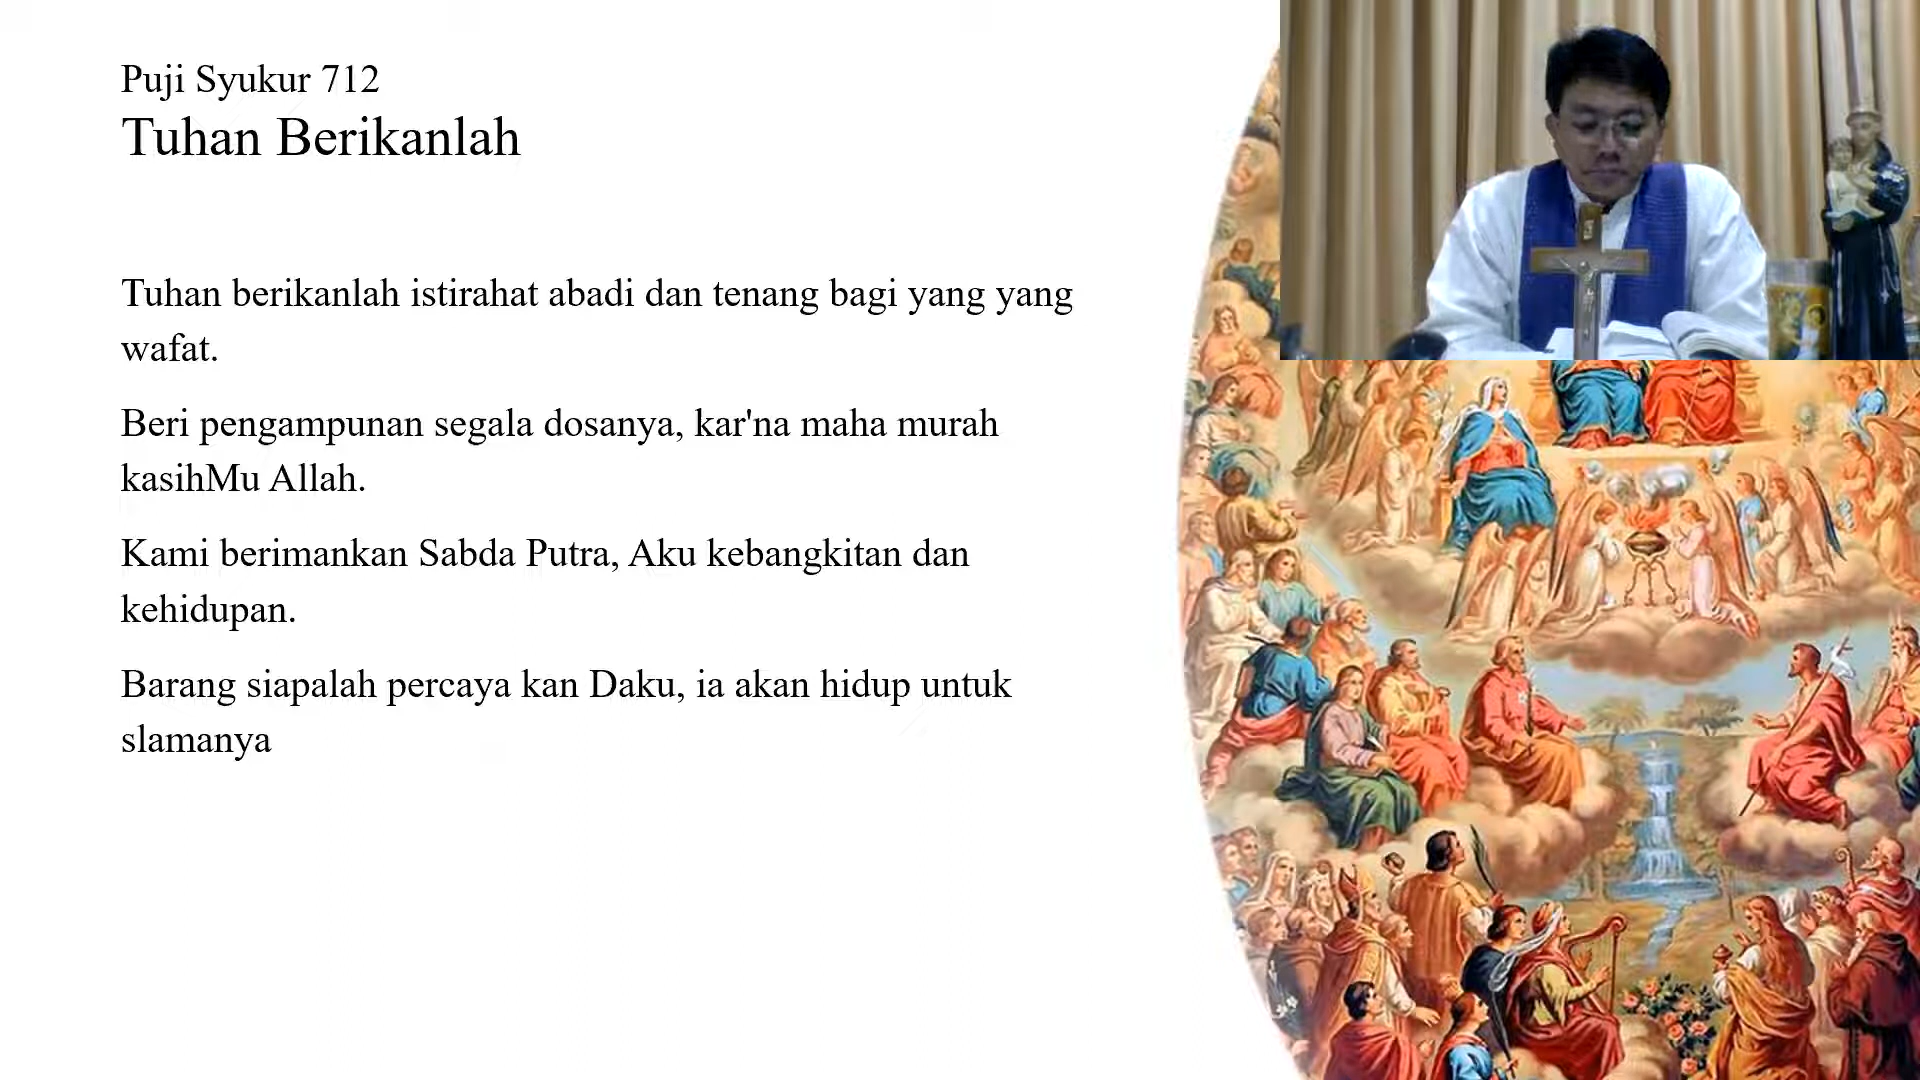 Puji Syukur 712
Tuhan Berikanlah
Tuhan berikanlah istirahat abadi dan tenang bagi yang yang
wafat.
Beri pengampunan segala dosanya, kar'na maha murah
kasihMu Allah.
Kami berimankan Sabda Putra, Aku kebangkitan dan
kehidupan.
Barang siapalah percaya kan Daku, ia akan hidup untuk
slamanya